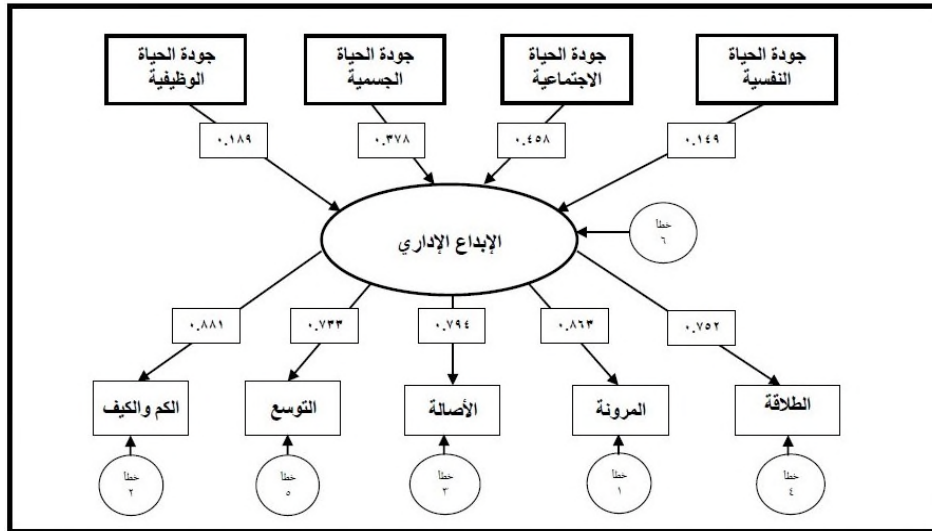 جودة الحياة
النفسية
جودة الحياة
الاجتماعية
جودة الحياة
الجسمية
جودة الحياة
الوظيفية
٠.١٤٩
٠.٤٥٨
٠.٣٧٨
٠.١٨٩
الإبداع الإداري
خطأ
٦
٠.٧٥٢
٠.٨٦٣
٠.٧٩٤
٠.٧٣٣
٠.٨٨١
الطلاقة
المرونة
الأصالة
التوسع
الكم والكيف
خطأ
٤
خطأ
١
خطأ
٣
خطأ
٥
خطأ
٢